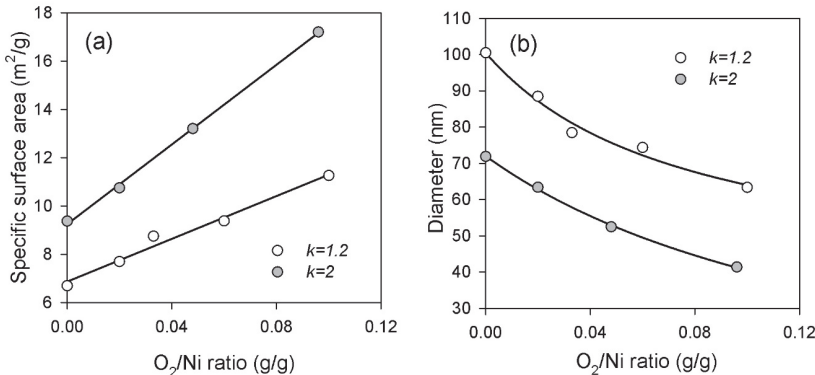 (a)
Specific surface area (m²/g)
18
16
14
12
10
8
6
k=1.2
k=2
0.00
0.04
0.08
0.12
O₂/Ni ratio (g/g)
(b)
Diameter (nm)
110
100
90
80
70
60
50
40
30
k=1.2
k=2
0.00
0.04
0.08
0.12
O₂/Ni ratio (g/g)